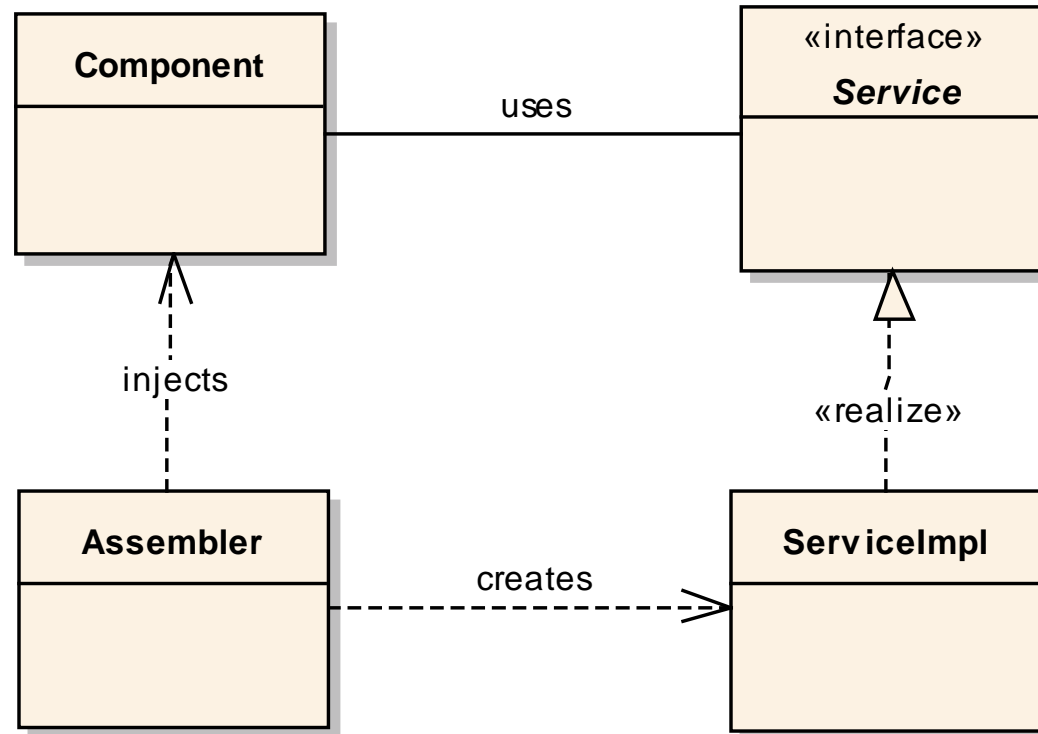 Component
«interface»
Service
uses
injects
«realize»
Assembler
ServiceImpl
creates